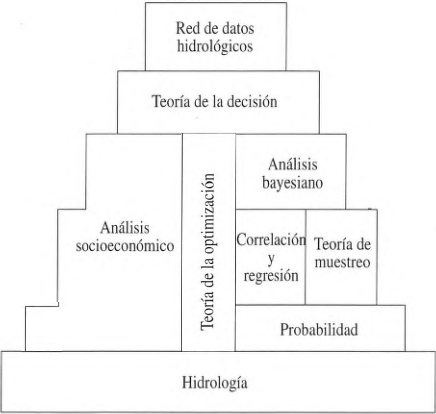 Red de datos
hidrológicos
Teoría de la decisión
Análisis
bayesiano
Análisis
socioeconómico
Teoría de la optimización
Correlación
y
regresión
Teoría de
muestreo
Probabilidad
Hidrología